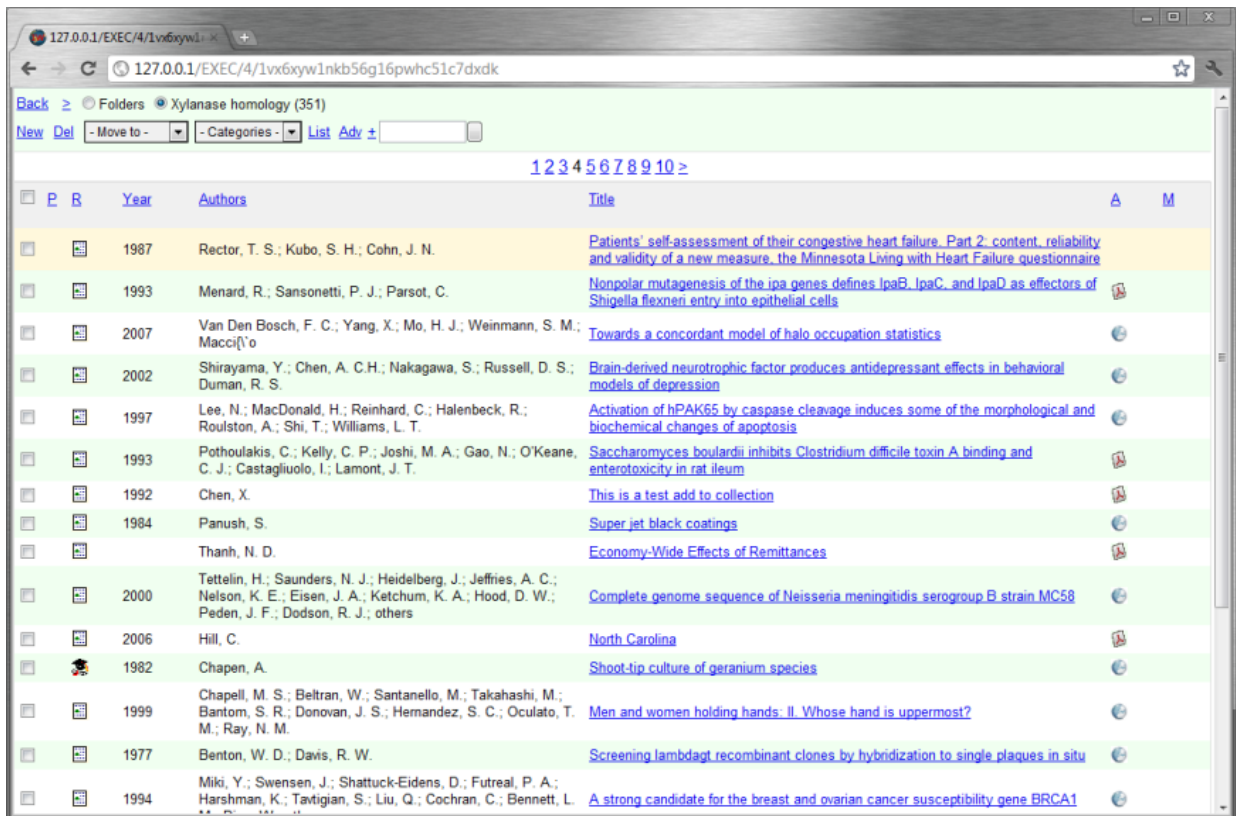 127.0.0.1/EXEC/4/1vx6xyw1
127.0.0.1/EXEC/4/1vx6xyw1nkb56g16pwhc51c7dxdk
Back > Folders Xylanase homology (351)
New Del - Move to - - Categories - List Adv +
1 2 3 4 5 6 7 8 9 10 >
P R Year Authors Title A M
1987 Rector, T. S.; Kubo, S. H.; Cohn, J. N. Patients' self-assessment of their congestive heart failure. Part 2: content, reliability
and validity of a new measure, the Minnesota Living with Heart Failure questionnaire
1993 Menard, R.; Sansonetti, P. J.; Parsot, C. Nonpolar mutagenesis of the ipa genes defines IpaB, IpaC, and IpaD as effectors of
Shigella flexneri entry into epithelial cells
2007 Van Den Bosch, F. C.; Yang, X.; Mo, H. J.; Weinmann, S. M.;
Macci{\`o Towards a concordant model of halo occupation statistics
2002 Shirayama, Y.; Chen, A. C.H.; Nakagawa, S.; Russell, D. S.;
Duman, R. S. Brain-derived neurotrophic factor produces antidepressant effects in behavioral
models of depression
1997 Lee, N.; MacDonald, H.; Reinhard, C.; Halenbeck, R.;
Roulston, A.; Shi, T.; Williams, L. T. Activation of hPAK65 by caspase cleavage induces some of the morphological and
biochemical changes of apoptosis
1993 Pothoulakis, C.; Kelly, C. P.; Joshi, M. A.; Gao, N.; O'Keane,
C. J.; Castagliuolo, I.; Lamont, J. T. Saccharomyces boulardii inhibits Clostridium difficile toxin A binding and
enterotoxicity in rat ileum
1992 Chen, X. This is a test add to collection
1984 Panush, S. Super jet black coatings
Thanh, N. D. Economy-Wide Effects of Remittances
2000 Tettelin, H.; Saunders, N. J.; Heidelberg, J.; Jeffries, A. C.;
Nelson, K. E.; Eisen, J. A.; Ketchum, K. A.; Hood, D. W.;
Peden, J. F.; Dodson, R. J.; others Complete genome sequence of Neisseria meningitidis serogroup B strain MC58
2006 Hill, C. North Carolina
1982 Chapen, A. Shoot-tip culture of geranium species
1999 Chapell, M. S.; Beltran, W.; Santanello, M.; Takahashi, M.;
Bantom, S. R.; Donovan, J. S.; Hernandez, S. C.; Oculato, T.
M.; Ray, N. M. Men and women holding hands: II. Whose hand is uppermost?
1977 Benton, W. D.; Davis, R. W. Screening lambdagt recombinant clones by hybridization to single plaques in situ
1994 Miki, Y.; Swensen, J.; Shattuck-Eidens, D.; Futreal, P. A.;
Harshman, K.; Tavtigian, S.; Liu, Q.; Cochran, C.; Bennett, L. A strong candidate for the breast and ovarian cancer susceptibility gene BRCA1